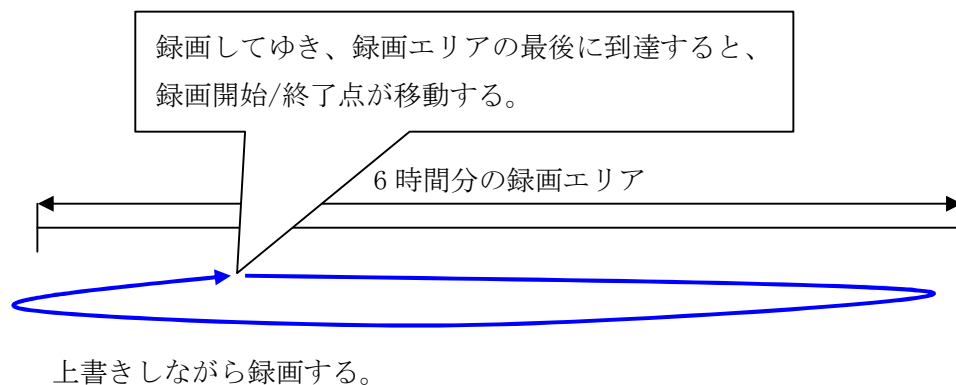 録画してゆき、録画エリアの最後に到達すると、
録画開始/終了点が移動する。
6 時間分の録画エリア
上書きしながら録画する。